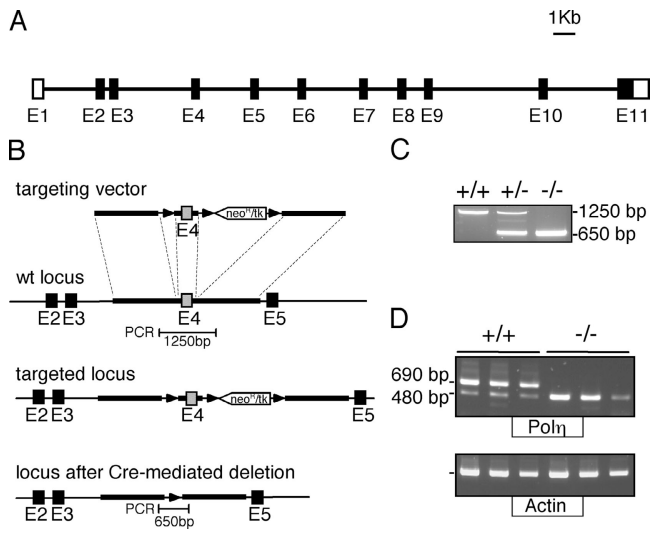 A
1Kb
E1 E2 E3 E4 E5 E6 E7 E8 E9 E10 E11
B
targeting vector
neoᴿ/tk
E4
wt locus
E2 E3 E4 E5
PCR
1250bp
targeted locus
neoᴿ/tk
E2 E3 E4 E5
locus after Cre-mediated deletion
E2 E3 E5
PCR
650bp
C
+/+ +/- -/-
-1250 bp
-650 bp
D
+/+ -/-
690 bp-
480 bp-
Polη
-
Actin